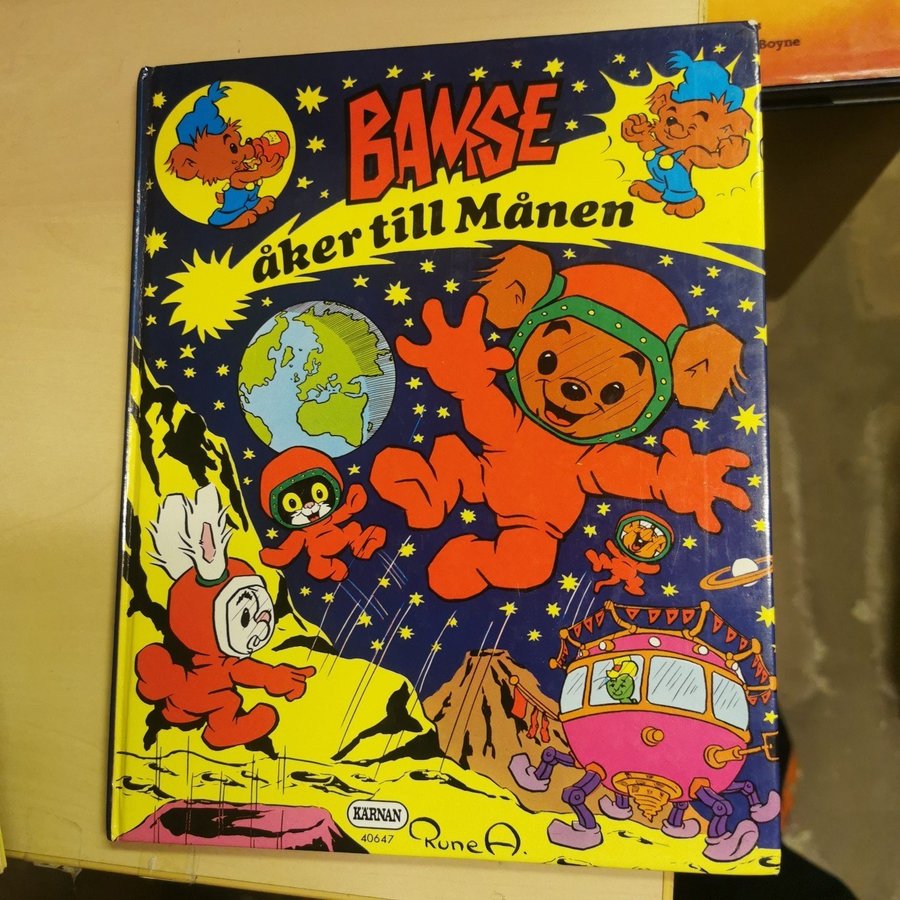 Boyne
BAMSE
åker till Månen
KÄRNAN
40647
Rune A.